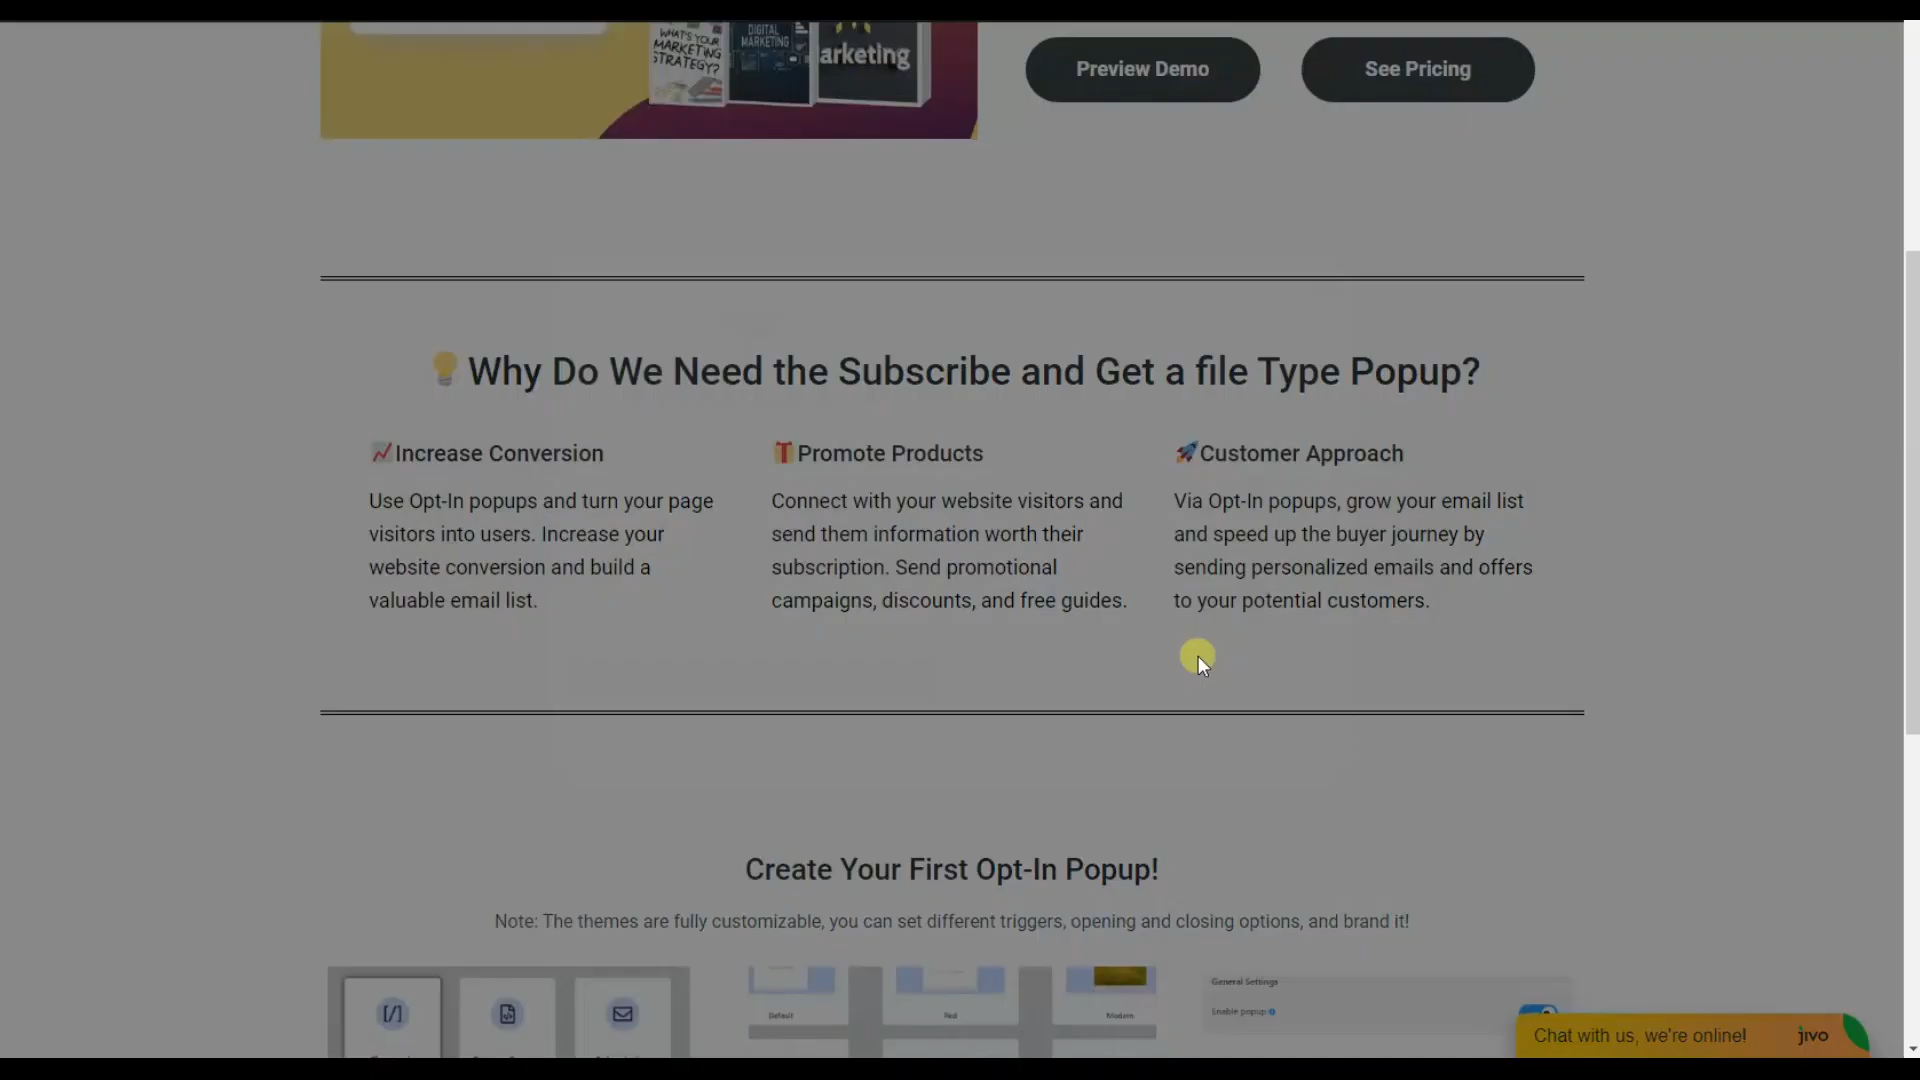 WHAT'S YOUR
MARKETING
STRATEGY?
DIGITAL
MARKETING
arketing
Preview Demo
See Pricing
Why Do We Need the Subscribe and Get a file Type Popup?
Increase Conversion
Use Opt-In popups and turn your page
visitors into users. Increase your
website conversion and build a
valuable email list.
Promote Products
Connect with your website visitors and
send them information worth their
subscription. Send promotional
campaigns, discounts, and free guides.
Customer Approach
Via Opt-In popups, grow your email list
and speed up the buyer journey by
sending personalized emails and offers
to your potential customers.
Create Your First Opt-In Popup!
Note: The themes are fully customizable, you can set different triggers, opening and closing options, and brand it!
[/]
Default
Red
Modern
General Settings
Enable popup
Chat with us, we're online!
jivo